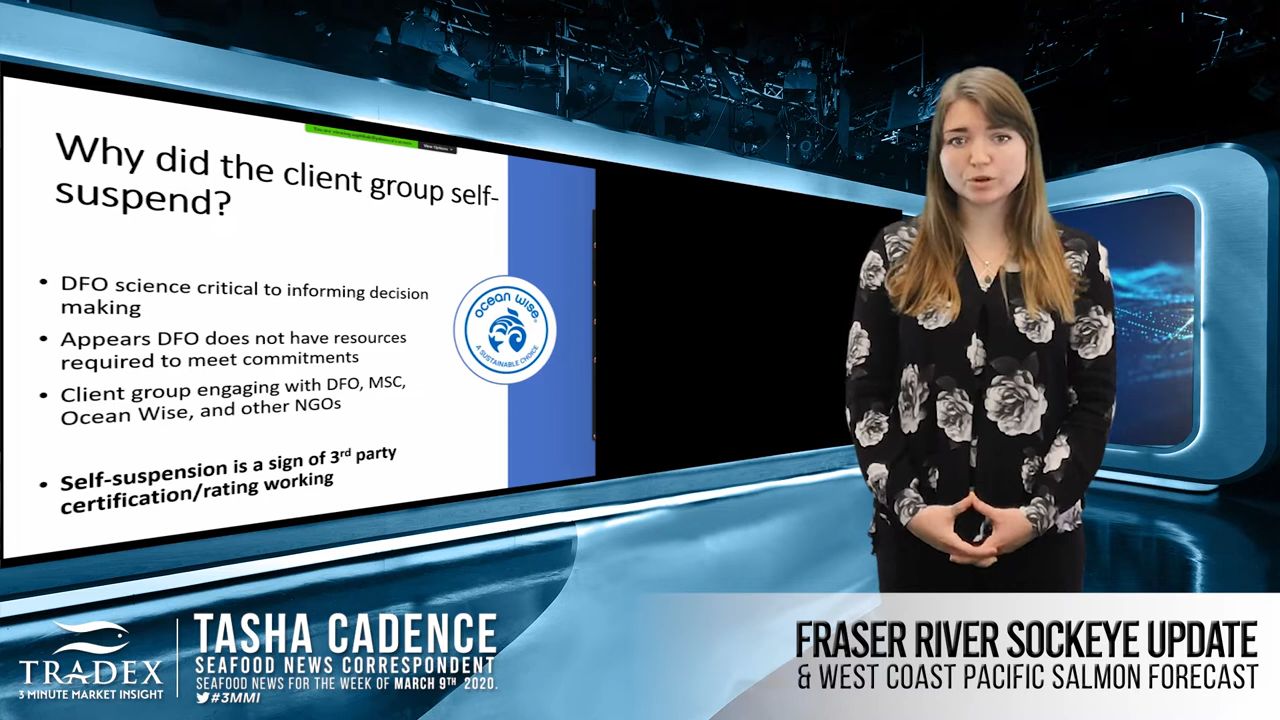 Why did the client group self-
suspend?
• DFO science critical to informing decision
making
• Appears DFO does not have resources
required to meet commitments
• Client group engaging with DFO, MSC,
Ocean Wise, and other NGOs
• Self-suspension is a sign of 3rd party
certification/rating working
View Options
ocean wise®
A SUSTAINABLE CHOICE
TRADEX
3 MINUTE MARKET INSIGHT
TASHA CADENCE
SEAFOOD NEWS CORRESPONDENT
SEAFOOD NEWS FOR THE WEEK OF MARCH 9TH 2020.
#3MMI
FRASER RIVER SOCKEYE UPDATE
& WEST COAST PACIFIC SALMON FORECAST